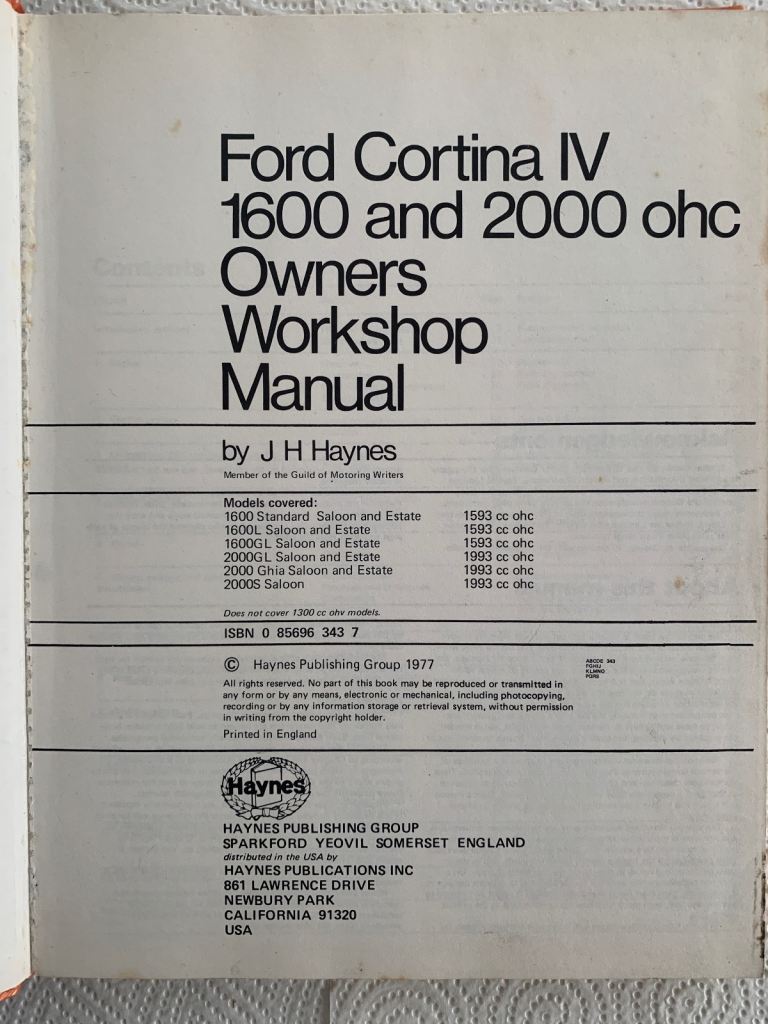 Ford Cortina IV
1600 and 2000 ohc
Owners
Workshop
Manual
by J H Haynes
Member of the Guild of Motoring Writers
Models covered:
1600 Standard Saloon and Estate 1593 cc ohc
1600L Saloon and Estate 1593 cc ohc
1600GL Saloon and Estate 1593 cc ohc
2000GL Saloon and Estate 1993 cc ohc
2000 Ghia Saloon and Estate 1993 cc ohc
2000S Saloon 1993 cc ohc
Does not cover 1300 cc ohv models.
ISBN 0 85696 343 7
© Haynes Publishing Group 1977
ABCDE 343
FGHIJ
KLMNO
PQRS
All rights reserved. No part of this book may be reproduced or transmitted in
any form or by any means, electronic or mechanical, including photocopying,
recording or by any information storage or retrieval system, without permission
in writing from the copyright holder.
Printed in England
Haynes
HAYNES PUBLISHING GROUP
SPARKFORD YEOVIL SOMERSET ENGLAND
distributed in the USA by
HAYNES PUBLICATIONS INC
861 LAWRENCE DRIVE
NEWBURY PARK
CALIFORNIA 91320
USA